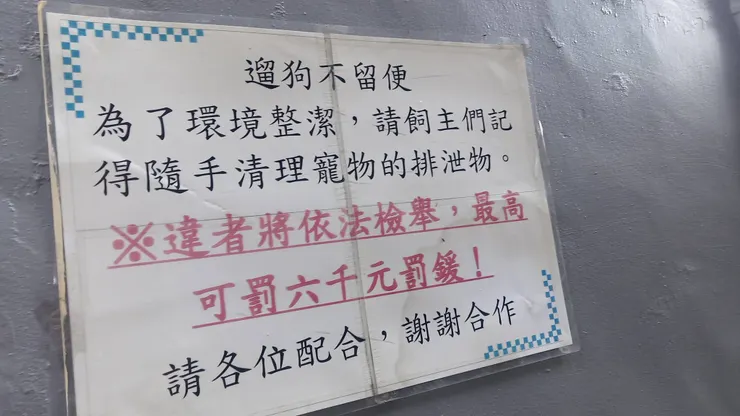 遛狗不留便
為了環境整潔，請飼主們記
得隨手清理寵物的排泄物。
※違者將依法檢舉，最高
可罰六千元罰鍰！
請各位配合，謝謝合作